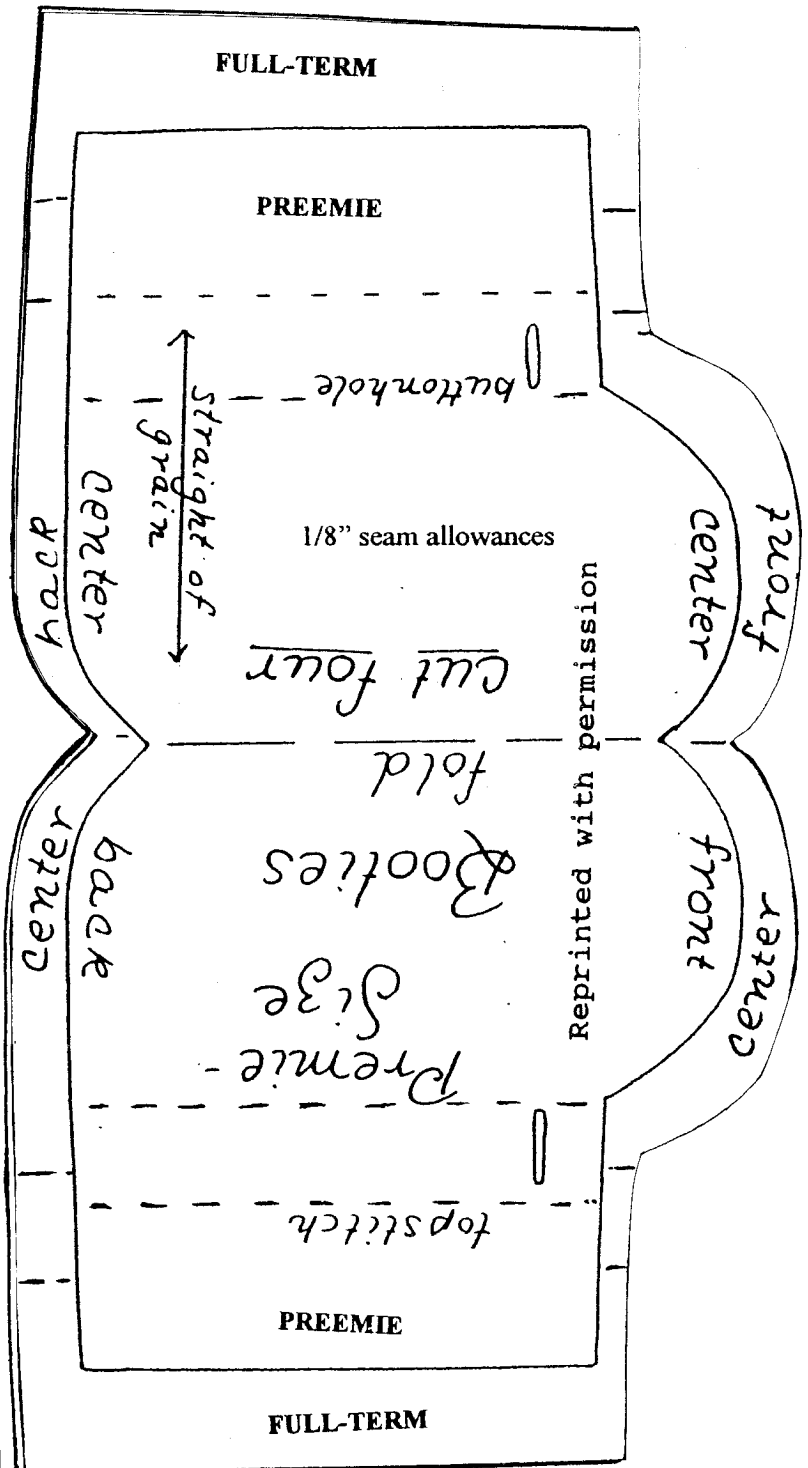 FULL-TERM
PREEMIE
buttonhole
straight of
grain
center
back
1/8” seam allowances
center
front
cut four
Reprinted with permission
fold
Booties
Premie -
Size
center
back
front
center
topstitch
PREEMIE
FULL-TERM